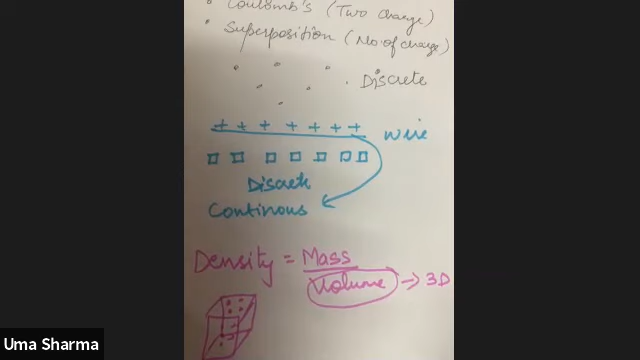 • Coulomb's (Two charge)
• Superposition (No. of charge)
Discrete
+ + + + + + +
wire
Discrete
Continous
Density = Mass
Volume → 3D
Uma Sharma